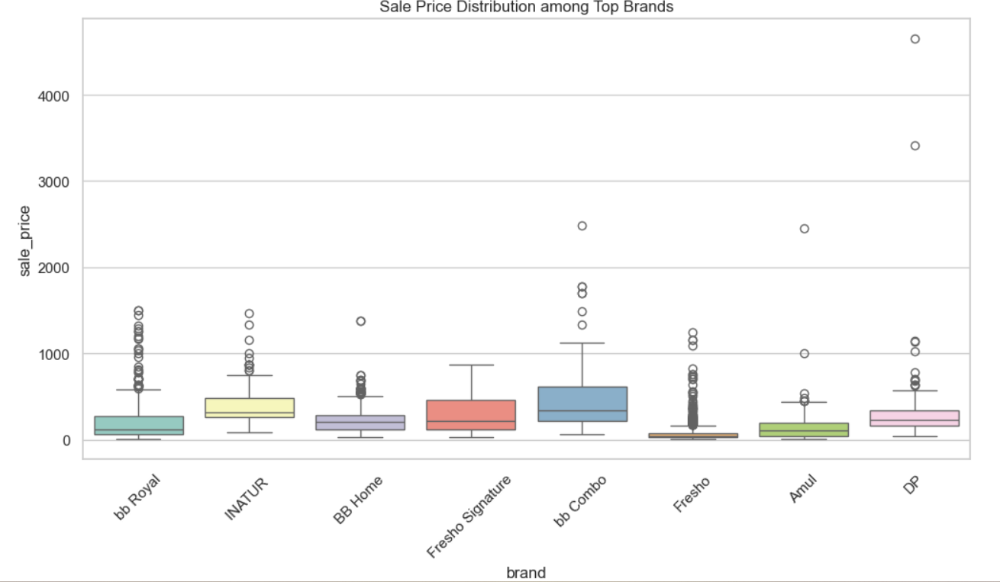 Sale Price Distribution among Top Brands
4000
3000
2000
1000
0
sale_price
bb Royal
INATUR
BB Home
Fresho Signature
bb Combo
Fresho
Amul
DP
brand